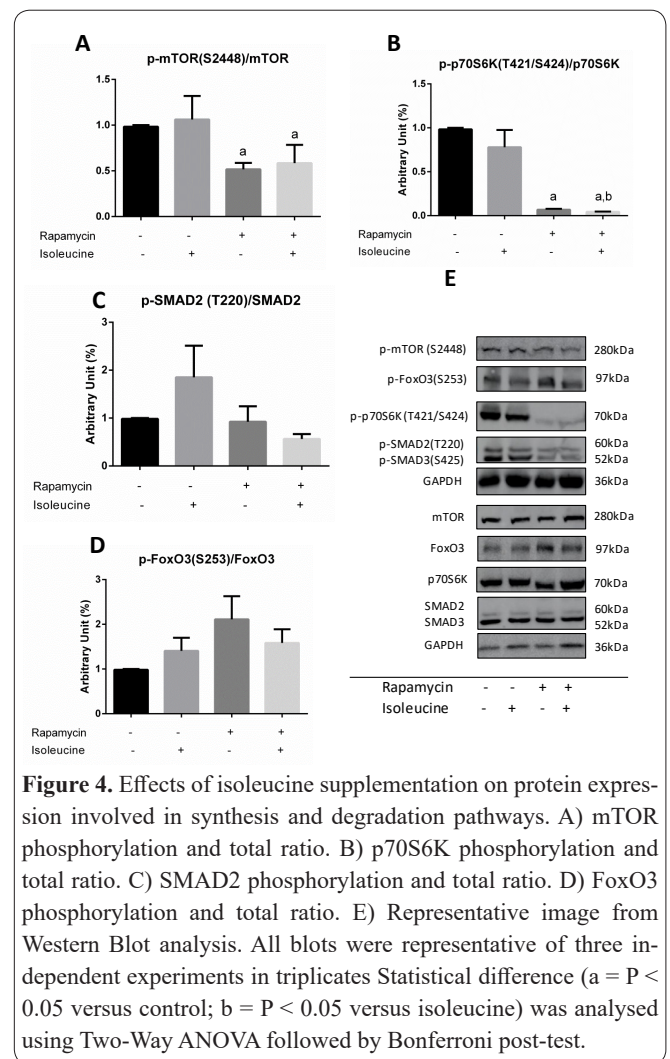 A
p-mTOR(S2448)/mTOR
1.5
1.0
0.5
0.0
a
a
Rapamycin - - + +
Isoleucine - + - +
B
p-p70S6K(T421/S424)/p70S6K
Arbitrary Unit (%)
1.5
1.0
0.5
0.0
a
a,b
Rapamycin - - + +
Isoleucine - + - +
C
p-SMAD2 (T220)/SMAD2
Arbitrary Unit (%)
3
2
1
0
Rapamycin - - + +
Isoleucine - + - +
D
p-FoxO3(S253)/FoxO3
Arbitrary Unit (%)
3
2
1
0
Rapamycin - - + +
Isoleucine - + - +
E
p-mTOR (S2448) 280kDa
p-FoxO3(S253) 97kDa
p-p70S6K(T421/S424) 70kDa
p-SMAD2(T220) 60kDa
p-SMAD3(S425) 52kDa
GAPDH 36kDa
mTOR 280kDa
FoxO3 97kDa
p70S6K 70kDa
SMAD2 60kDa
SMAD3 52kDa
GAPDH 36kDa
Rapamycin - - + +
Isoleucine - + - +
Figure 4. Effects of isoleucine supplementation on protein expres-
sion involved in synthesis and degradation pathways. A) mTOR
phosphorylation and total ratio. B) p70S6K phosphorylation and
total ratio. C) SMAD2 phosphorylation and total ratio. D) FoxO3
phosphorylation and total ratio. E) Representative image from
Western Blot analysis. All blots were representative of three in-
dependent experiments in triplicates Statistical difference (a = P <
0.05 versus control; b = P < 0.05 versus isoleucine) was analysed
using Two-Way ANOVA followed by Bonferroni post-test.